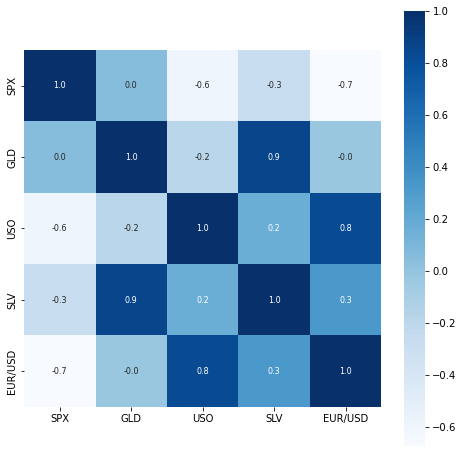 SPX 1.0 0.0 -0.6 -0.3 -0.7
GLD 0.0 1.0 -0.2 0.9 -0.0
USO -0.6 -0.2 1.0 0.2 0.8
SLV -0.3 0.9 0.2 1.0 0.3
EUR/USD -0.7 -0.0 0.8 0.3 1.0
SPX GLD USO SLV EUR/USD
1.0
0.8
0.6
0.4
0.2
0.0
−0.2
−0.4
−0.6